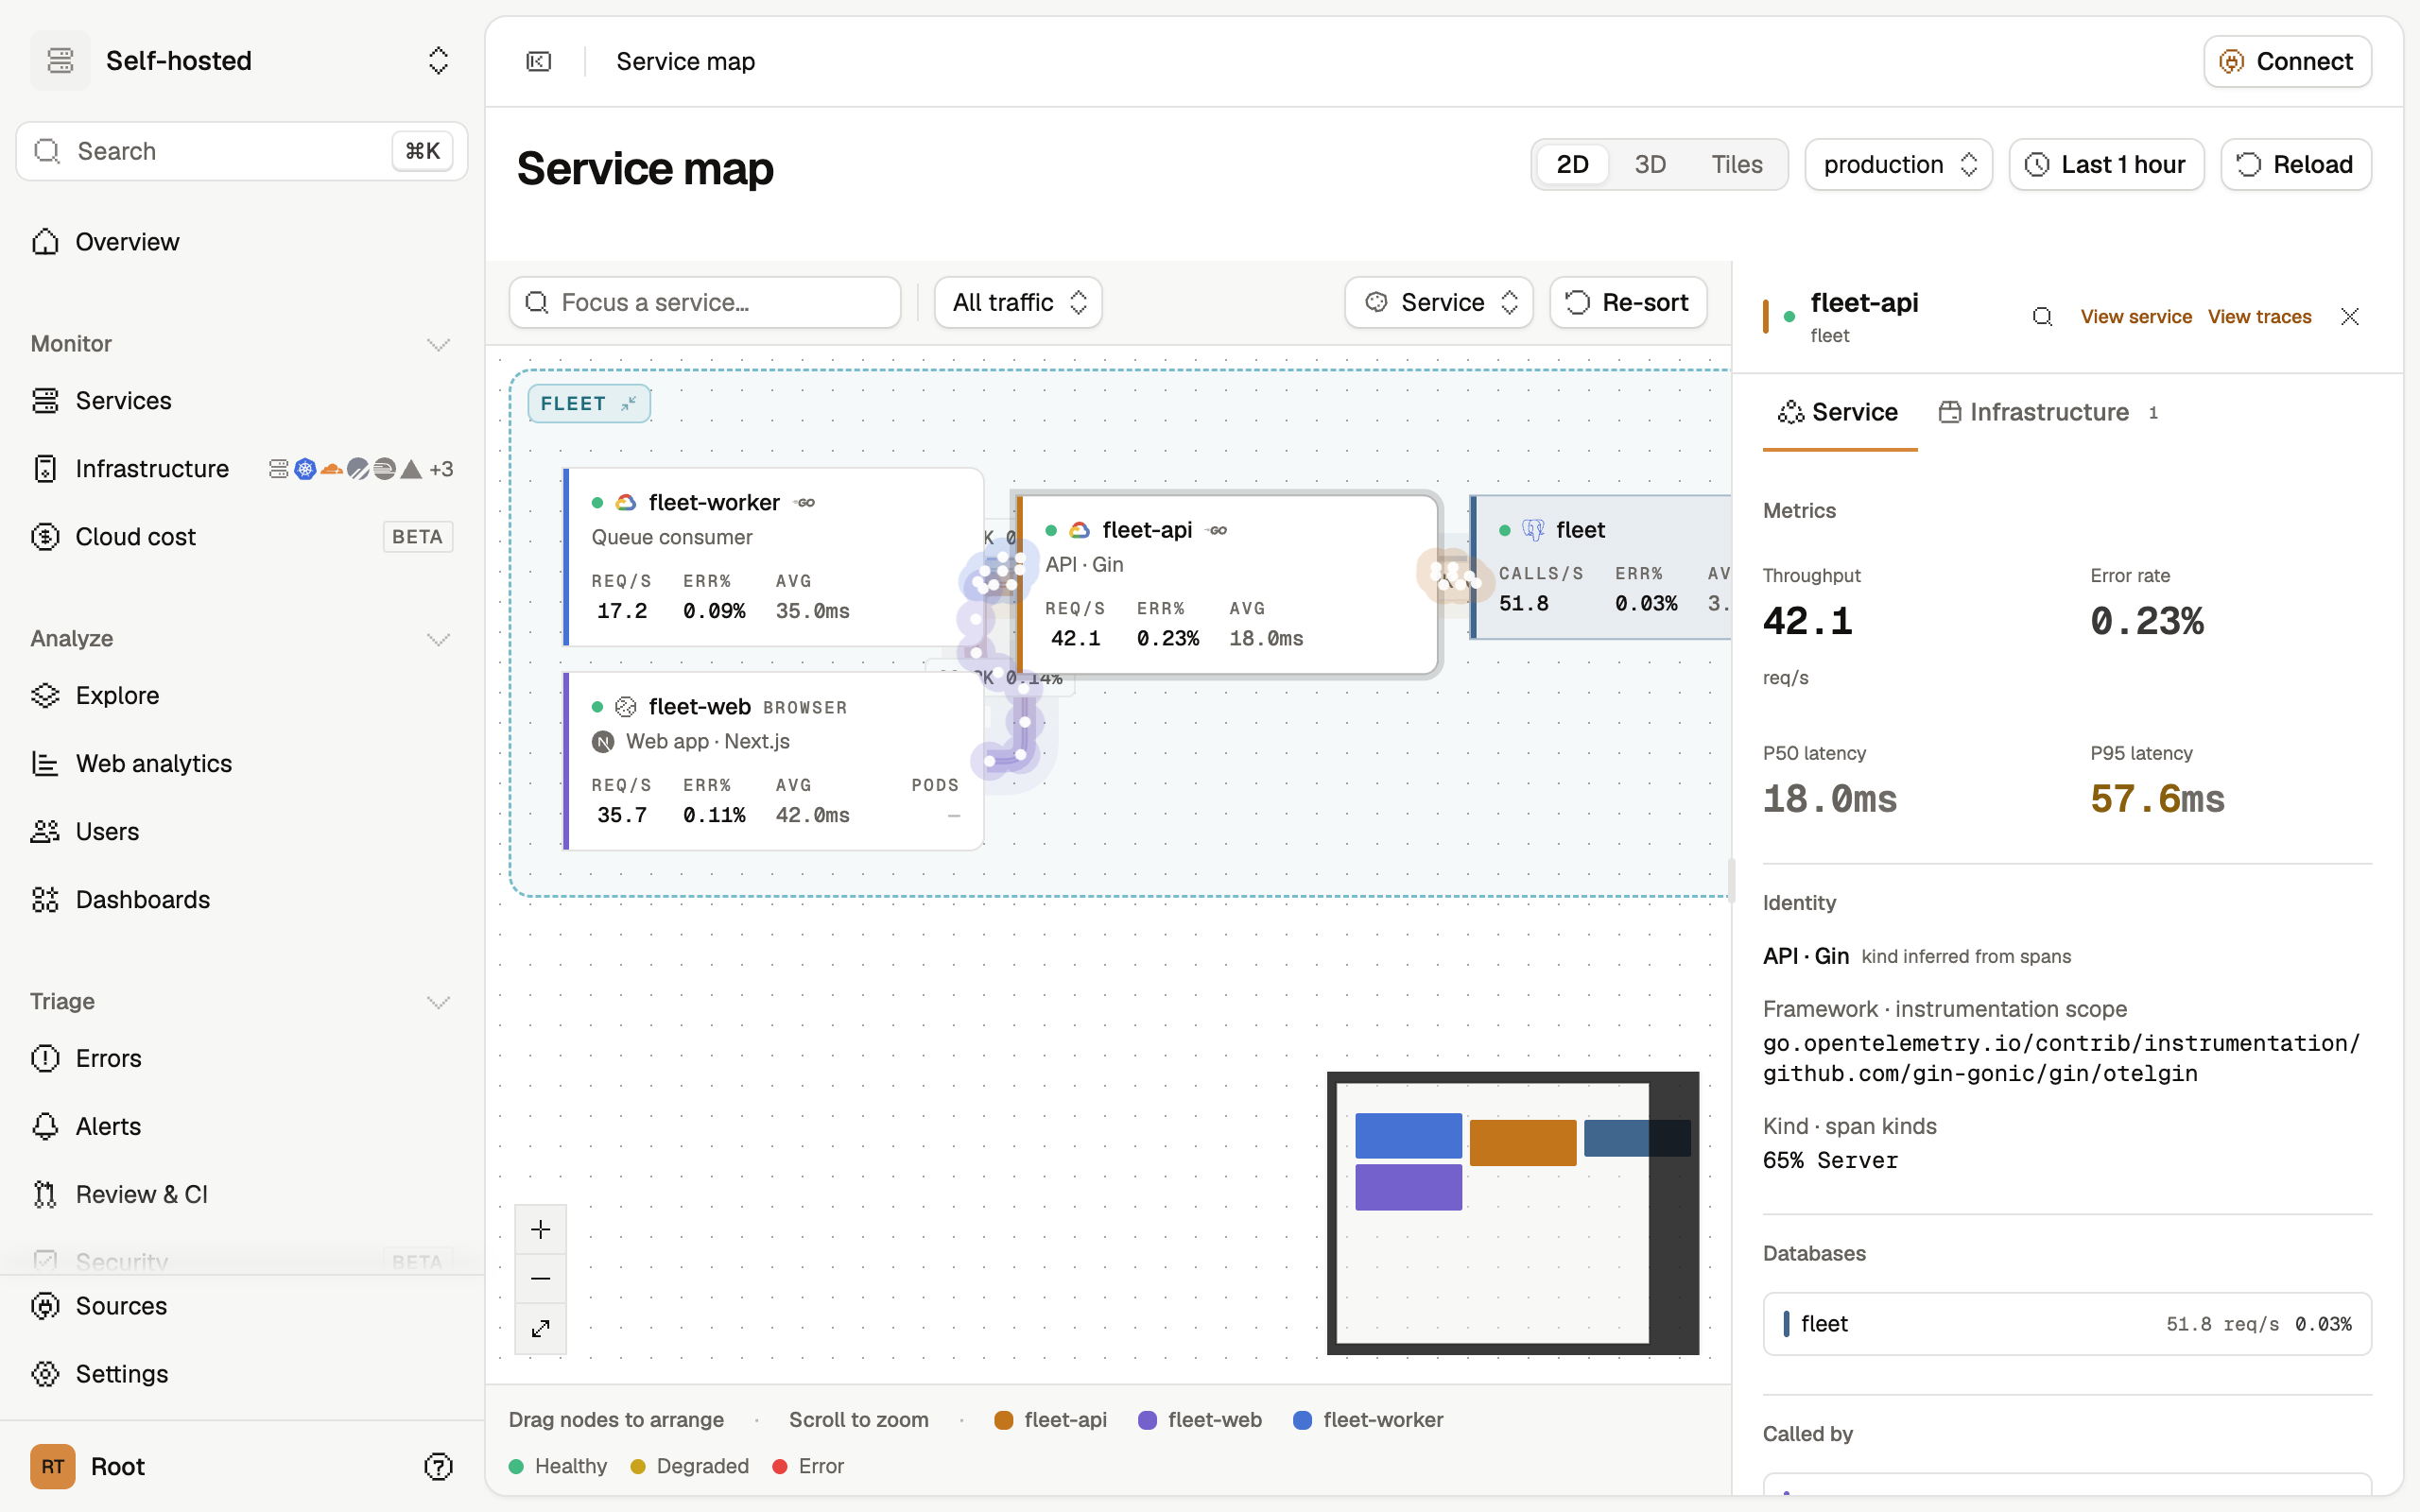 Self-hosted
Search
⌘K
Overview
Monitor
Services
Infrastructure
+3
Cloud cost
BETA
Analyze
Explore
Web analytics
Users
Dashboards
Triage
Errors
Alerts
Review & CI
Security
BETA
Sources
Settings
RT
Root
Service map
Connect
Service map
2D
3D
Tiles
production
Last 1 hour
Reload
Focus a service...
All traffic
Service
Re-sort
FLEET
fleet-worker
GO
Queue consumer
REQ/S ERR% AVG
17.2 0.09% 35.0ms
fleet-web BROWSER
N Web app · Next.js
REQ/S ERR% AVG PODS
35.7 0.11% 42.0ms –
K 0.14%
fleet-api
GO
API · Gin
REQ/S ERR% AVG
42.1 0.23% 18.0ms
fleet
CALLS/S ERR%
51.8 0.03%
Drag nodes to arrange · Scroll to zoom · fleet-api fleet-web fleet-worker
Healthy Degraded Error
fleet-api
fleet
View service
View traces
Service
Infrastructure 1
Metrics
Throughput
42.1
req/s
Error rate
0.23%
P50 latency
18.0ms
P95 latency
57.6ms
Identity
API · Gin kind inferred from spans
Framework · instrumentation scope
go.opentelemetry.io/contrib/instrumentation/
github.com/gin-gonic/gin/otelgin
Kind · span kinds
65% Server
Databases
fleet 51.8 req/s 0.03%
Called by